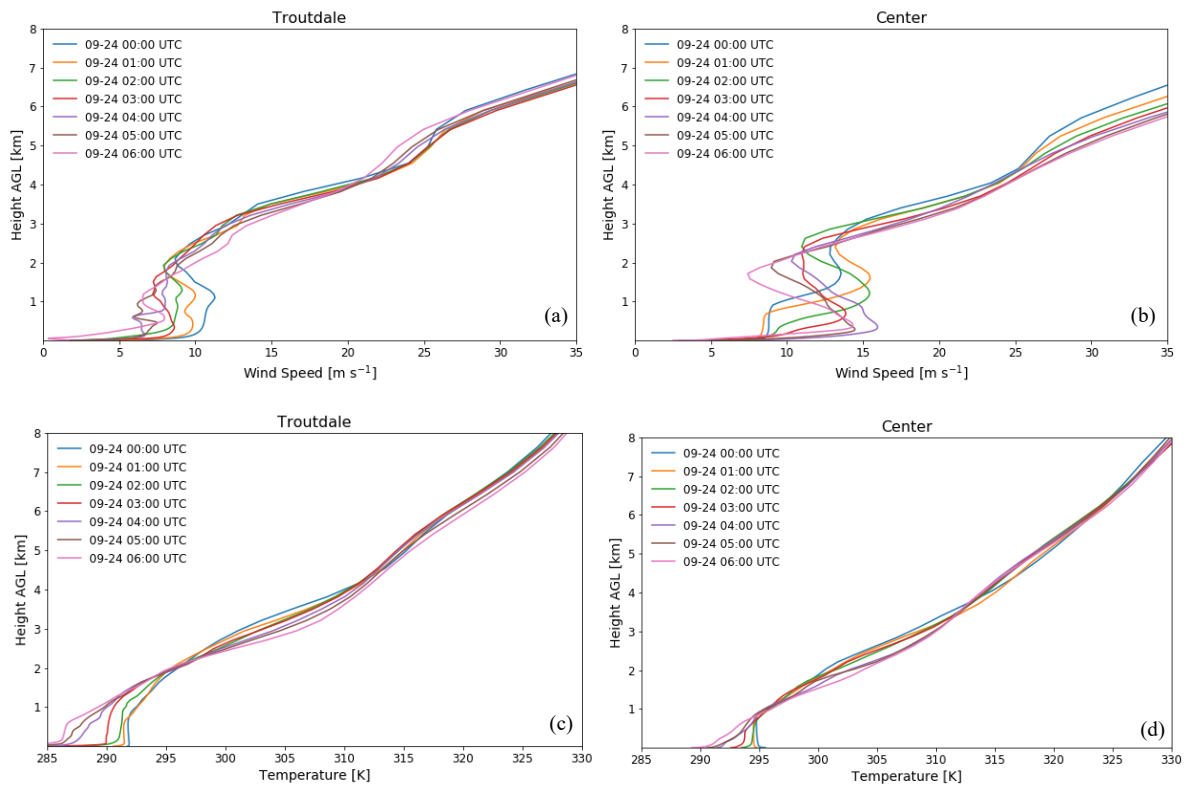 Troutdale
8
7
6
5
4
3
2
1
Height AGL [km]
09-24 00:00 UTC
09-24 01:00 UTC
09-24 02:00 UTC
09-24 03:00 UTC
09-24 04:00 UTC
09-24 05:00 UTC
09-24 06:00 UTC
(a)
0 5 10 15 20 25 30 35
Wind Speed [m s⁻¹]
Center
8
7
6
5
4
3
2
1
Height AGL [km]
09-24 00:00 UTC
09-24 01:00 UTC
09-24 02:00 UTC
09-24 03:00 UTC
09-24 04:00 UTC
09-24 05:00 UTC
09-24 06:00 UTC
(b)
0 5 10 15 20 25 30 35
Wind Speed [m s⁻¹]
Troutdale
8
7
6
5
4
3
2
1
Height AGL [km]
09-24 00:00 UTC
09-24 01:00 UTC
09-24 02:00 UTC
09-24 03:00 UTC
09-24 04:00 UTC
09-24 05:00 UTC
09-24 06:00 UTC
(c)
285 290 295 300 305 310 315 320 325 330
Temperature [K]
Center
8
7
6
5
4
3
2
1
Height AGL [km]
09-24 00:00 UTC
09-24 01:00 UTC
09-24 02:00 UTC
09-24 03:00 UTC
09-24 04:00 UTC
09-24 05:00 UTC
09-24 06:00 UTC
(d)
285 290 295 300 305 310 315 320 325 330
Temperature [K]